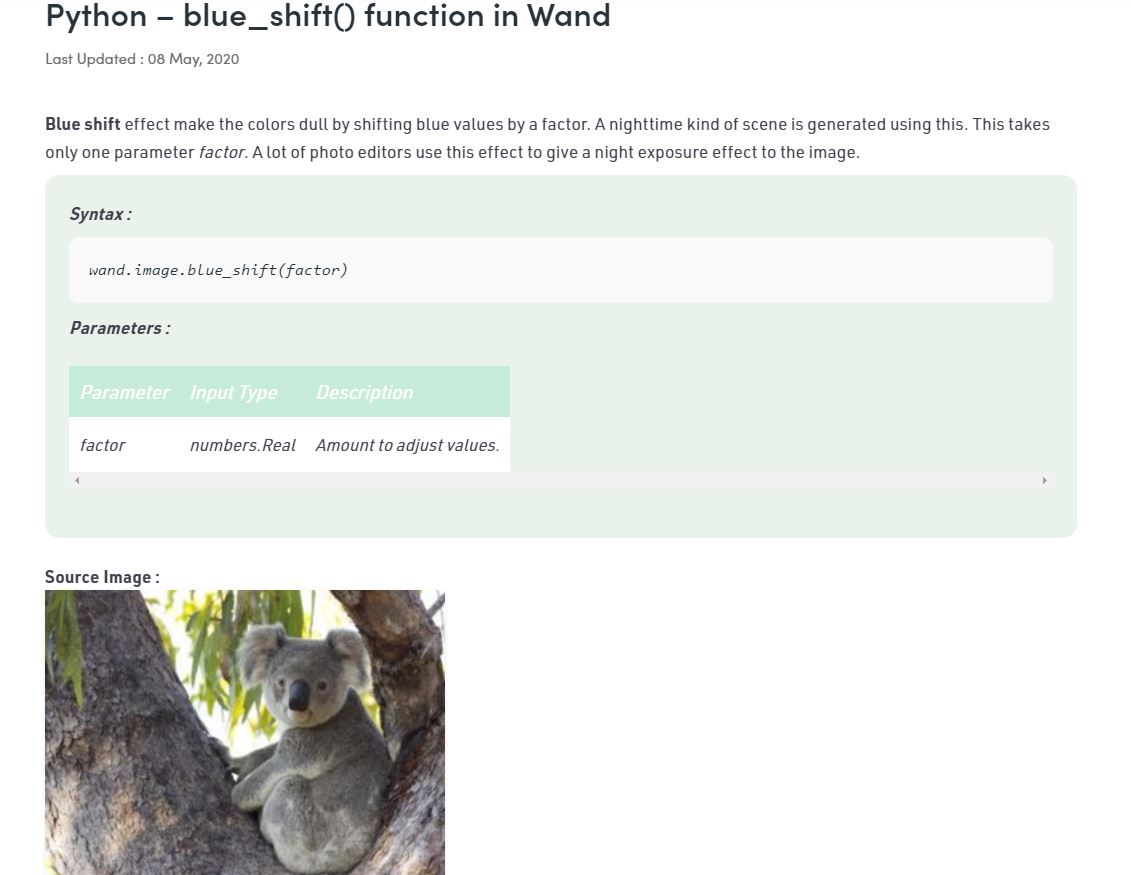 Python – blue_shift() function in Wand
Last Updated : 08 May, 2020
Blue shift effect make the colors dull by shifting blue values by a factor. A nighttime kind of scene is generated using this. This takes
only one parameter factor. A lot of photo editors use this effect to give a night exposure effect to the image.
Syntax :
wand.image.blue_shift(factor)
Parameters :
Parameter Input Type Description
factor numbers.Real Amount to adjust values.
Source Image :